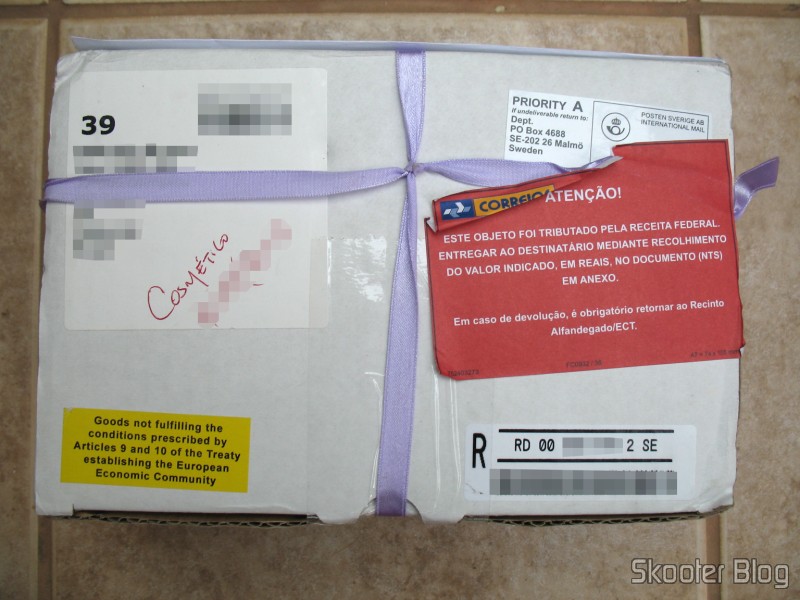 39
COSMÉTICO
PRIORITY A
If undeliverable return to:
Dept.
PO Box 4688
SE-202 26 Malmö
Sweden
POSTEN SVERIGE AB
INTERNATIONAL MAIL
CORREIOS
ATENÇÃO!
ESTE OBJETO FOI TRIBUTADO PELA RECEITA FEDERAL.
ENTREGAR AO DESTINATÁRIO MEDIANTE RECOLHIMENTO
DO VALOR INDICADO, EM REAIS, NO DOCUMENTO (NTS)
EM ANEXO.
Em caso de devolução, é obrigatório retornar ao Recinto
Alfandegado/ECT.
Goods not fulfilling the
conditions prescribed by
Articles 9 and 10 of the Treaty
establishing the European
Economic Community
R
RD 00 2 SE
Skooter Blog